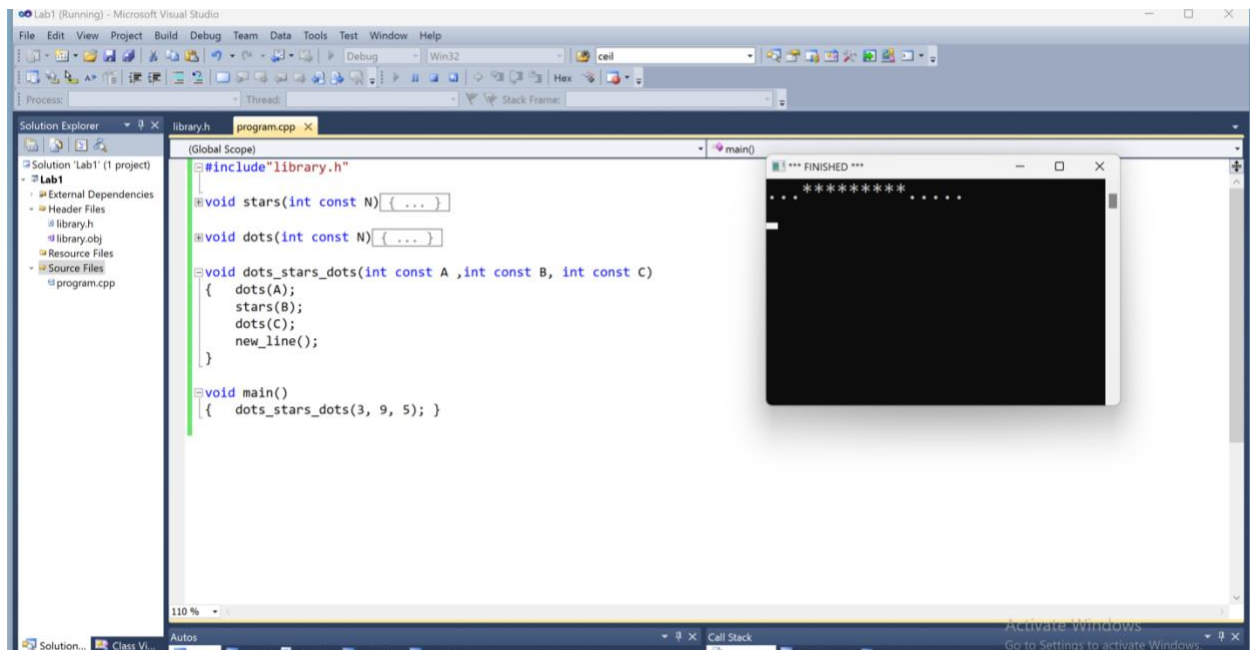 Lab1 (Running) - Microsoft Visual Studio
File Edit View Project Build Debug Team Data Tools Test Window Help
Debug Win32 ceil
Hex
Process: Thread: Stack Frame:
Solution Explorer
library.h program.cpp
(Global Scope) main()
Solution 'Lab1' (1 project)
Lab1
External Dependencies
Header Files
library.h
library.obj
Resource Files
Source Files
program.cpp
#include"library.h"
void stars(int const N){ ... }
void dots(int const N){ ... }
void dots_stars_dots(int const A ,int const B, int const C)
{ dots(A);
stars(B);
dots(C);
new_line();
}
void main()
{ dots_stars_dots(3, 9, 5); }
*** FINISHED ***
...*********.....
110 %
Activate Windows
Go to Settings to activate Windows.
Solution... Class Vi...
Autos
Call Stack